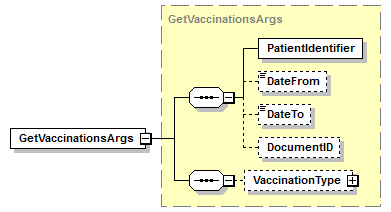 GetVaccinationsArgs
PatientIdentifier
DateFrom
DateTo
DocumentID
GetVaccinationsArgs
VaccinationType